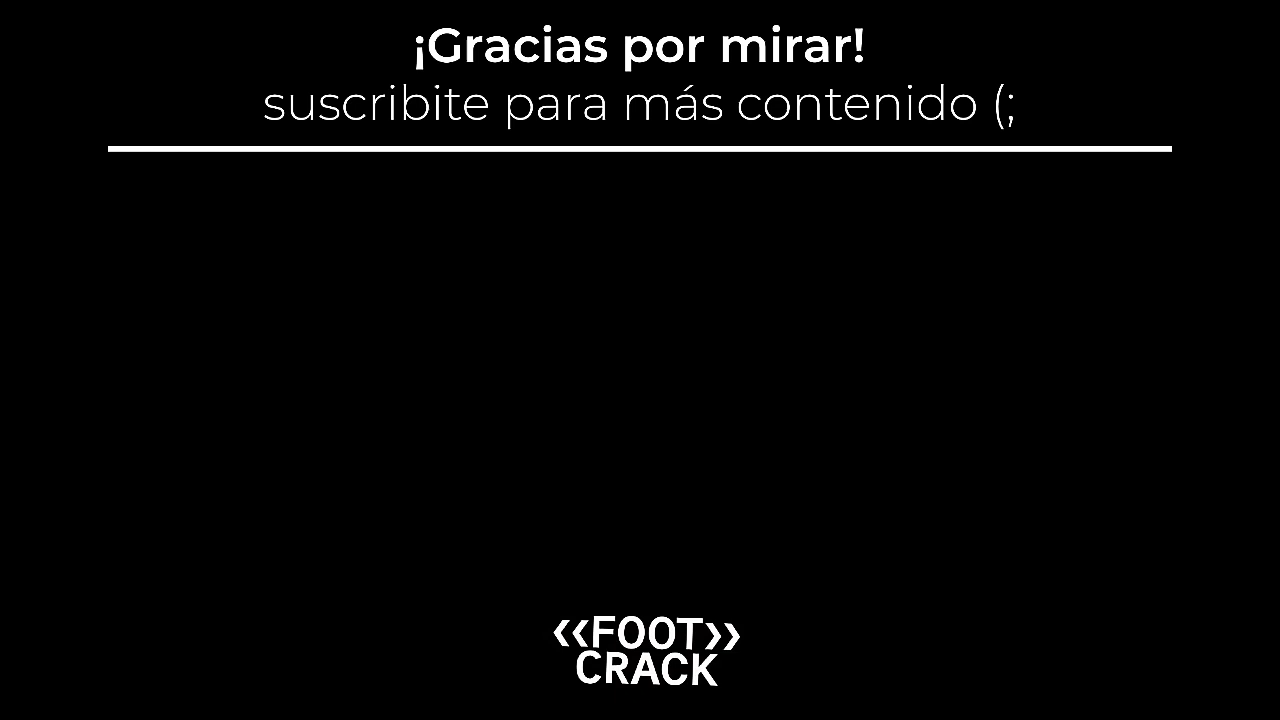 ¡Gracias por mirar!
suscribite para más contenido (;
‹‹FOOT››
CRACK